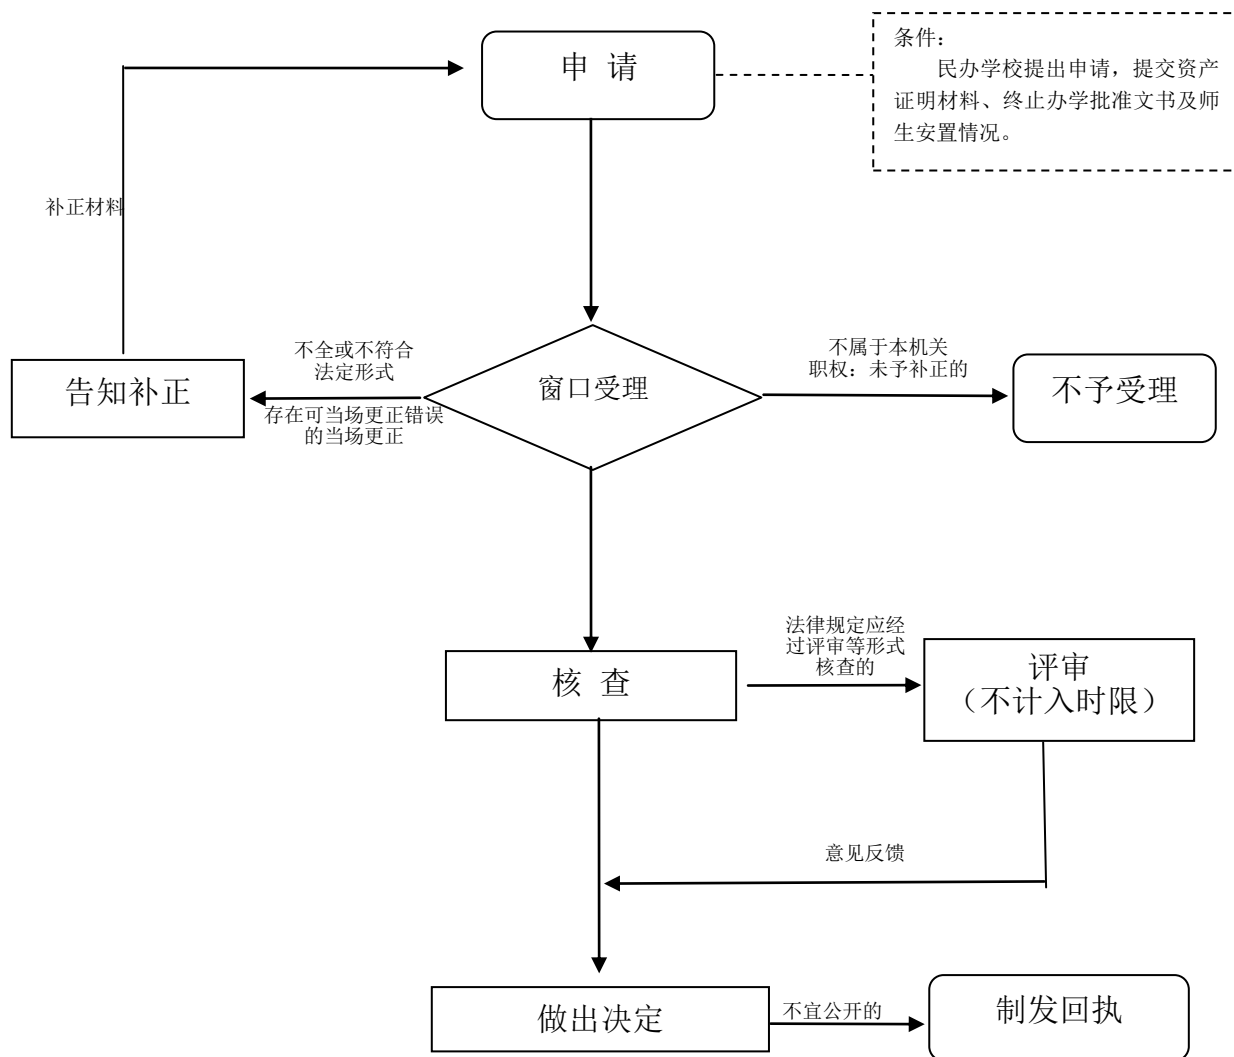 申 请
条件：
民办学校提出申请，提交资产
证明材料、终止办学批准文书及师
生安置情况。
补正材料
不全或不符合
法定形式
告知补正
存在可当场更正错误
的当场更正
窗口受理
不属于本机关
职权：未予补正的
不予受理
核 查
法律规定应经
过评审等形式
核查的
评审
（不计入时限）
意见反馈
做出决定
不宜公开的
制发回执